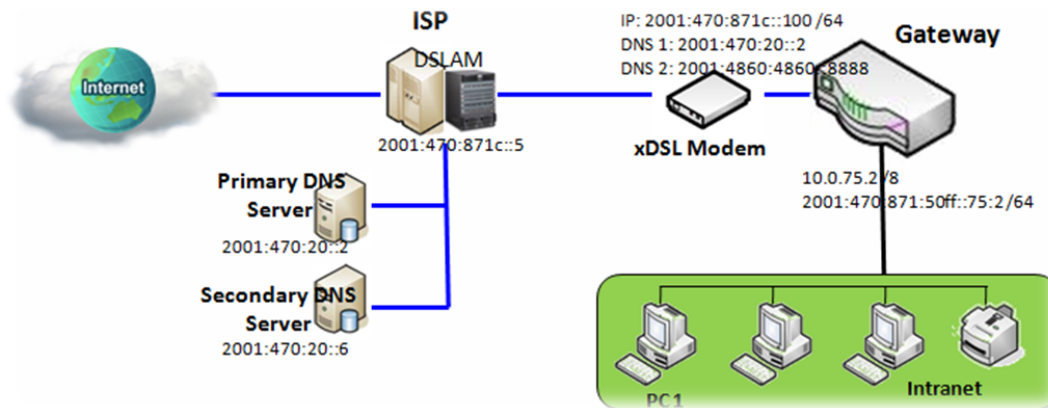 ISP
DSLAM
Internet
2001:470:871c::5
IP: 2001:470:871c::100 /64
DNS 1: 2001:470:20::2
DNS 2: 2001:4860:4860::8888
Gateway
xDSL Modem
10.0.75.2 /8
2001:470:871:50ff::75:2 /64
Primary DNS
Server
2001:470:20::2
Secondary DNS
Server
2001:470:20::6
PC1
Intranet